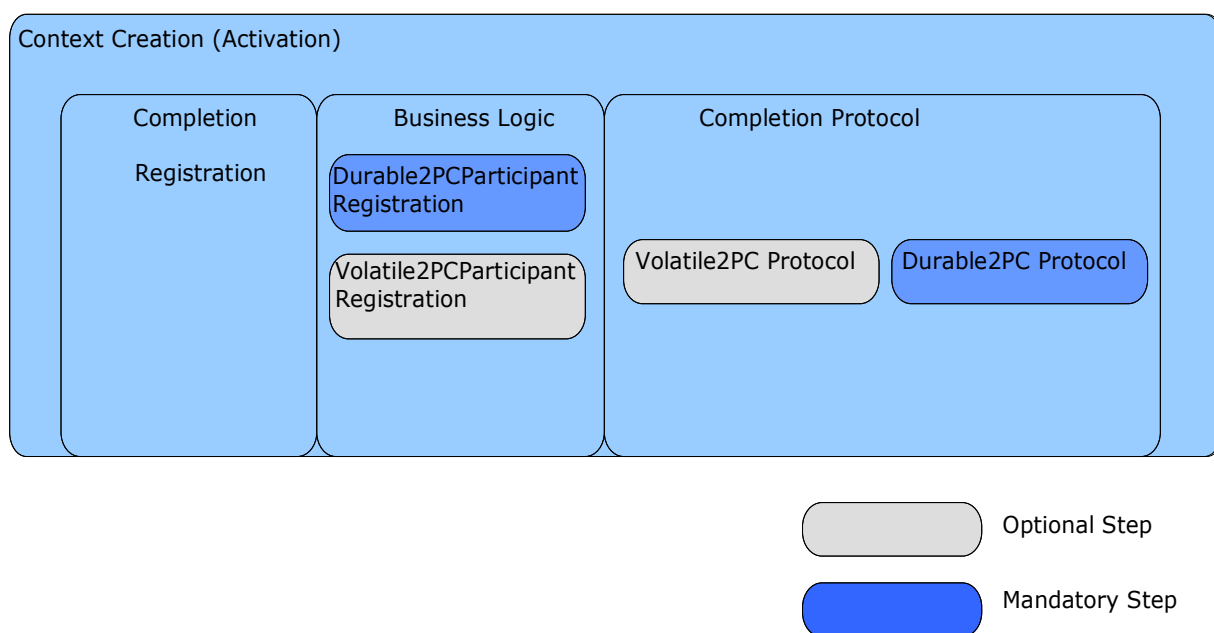 Context Creation (Activation)
Completion
Registration
Business Logic
Durable2PCParticipant
Registration
Volatile2PCParticipant
Registration
Completion Protocol
Volatile2PC Protocol
Durable2PC Protocol
Optional Step
Mandatory Step